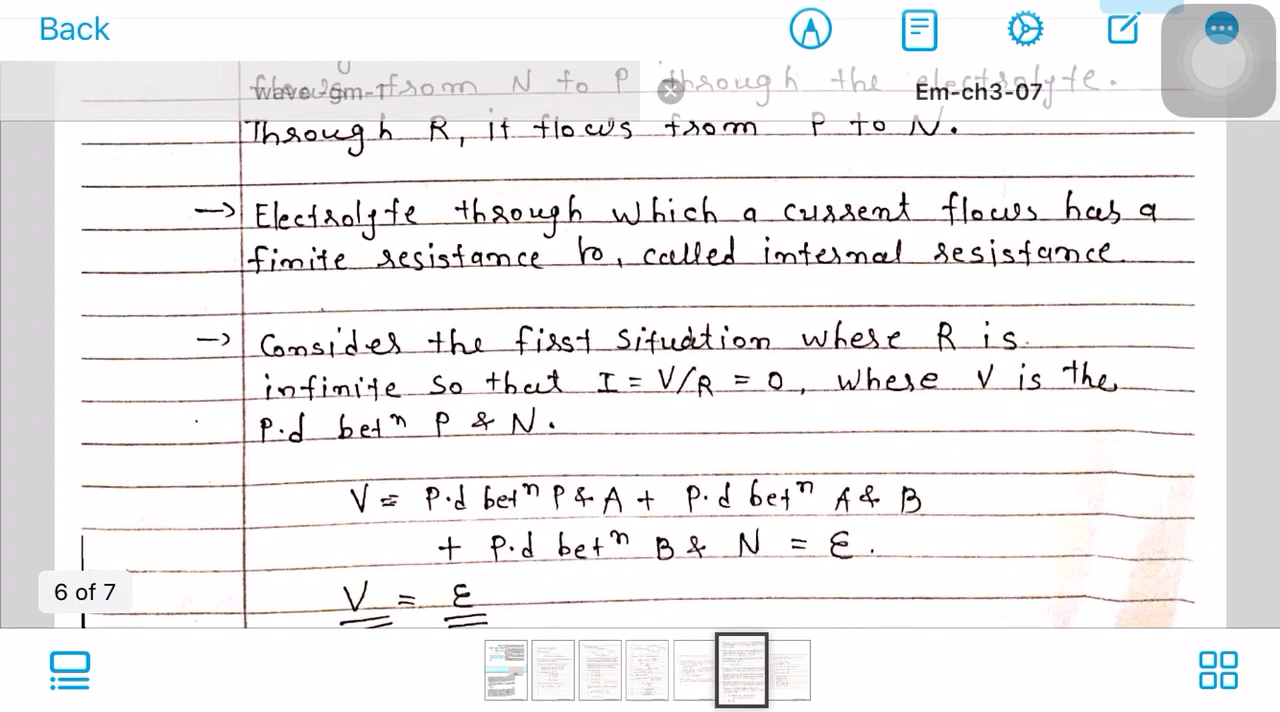 Back
wave-gm-1
Em-ch3-07
from N to P through the electrolyte.
Through R, it flows from P to N.
→ Electrolyte through which a current flows has a
finite resistance r0, called internal resistance.
→ Consider the first situation where R is
infinite so that I = V/R = 0, where V is the
P.d betⁿ P & N.
V = P.d betⁿ P & A + P.d betⁿ A & B
+ P.d betⁿ B & N = ε.
6 of 7
V = ε